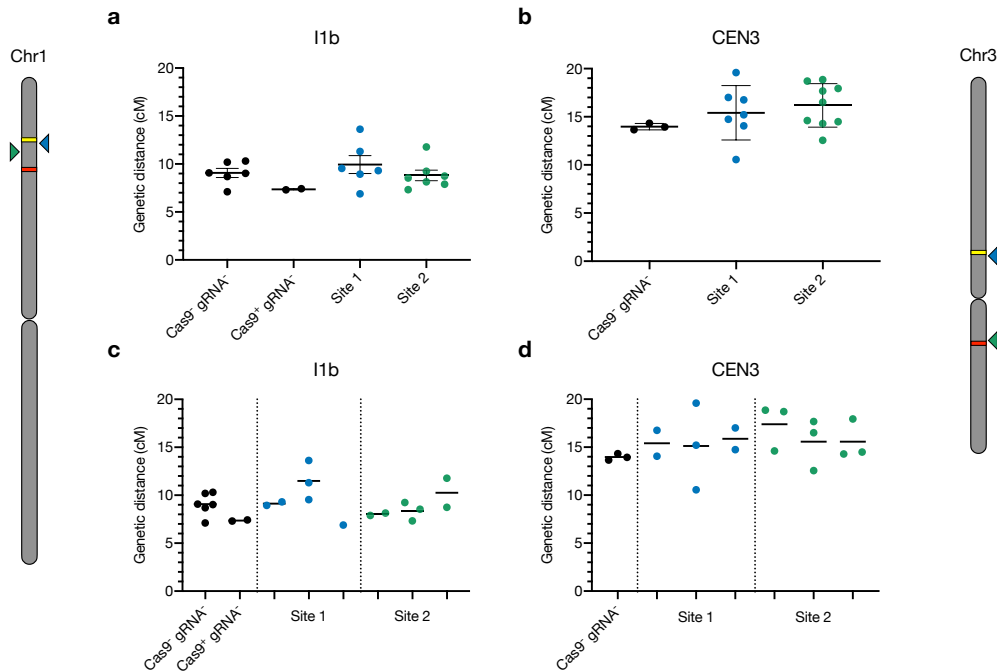 a
I1b
Chr1
Genetic distance (cM)
20
15
10
5
0
Cas9⁻ gRNA⁻
Cas9⁺ gRNA⁻
Site 1
Site 2
b
CEN3
Chr3
Genetic distance (cM)
20
15
10
5
0
Cas9⁻ gRNA⁻
Site 1
Site 2
c
I1b
Genetic distance (cM)
20
15
10
5
0
Cas9⁻ gRNA⁻
Cas9⁺ gRNA⁻
Site 1
Site 2
d
CEN3
Genetic distance (cM)
20
15
10
5
0
Cas9⁻ gRNA⁻
Site 1
Site 2